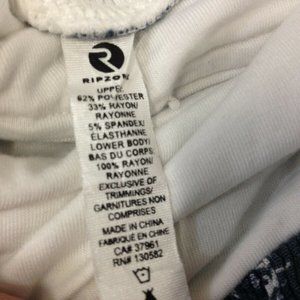 RIPZONE
UPPER
62% POLYESTER
33% RAYON/
RAYONNE
5% SPANDEX/
ELASTHANNE
LOWER BODY/
BAS DU CORPS
100% RAYON/
RAYONNE
EXCLUSIVE OF
TRIMMINGS/
GARNITURES NON
COMPRISES
MADE IN CHINA
FABRIQUÉ EN CHINE
CA# 37961
RN# 130582